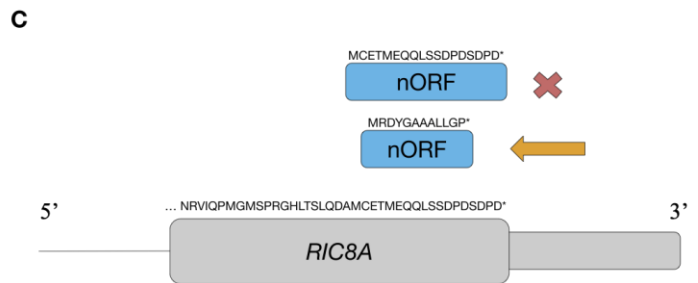 C
MCETMEQQLSSDPDSDPD*
nORF
MRDYGAAALLGP*
nORF
... NRVIQPMGMSPRGHLTSLQDAMCETMEQQLSSDPDSDPD*
5’ 3’
RIC8A